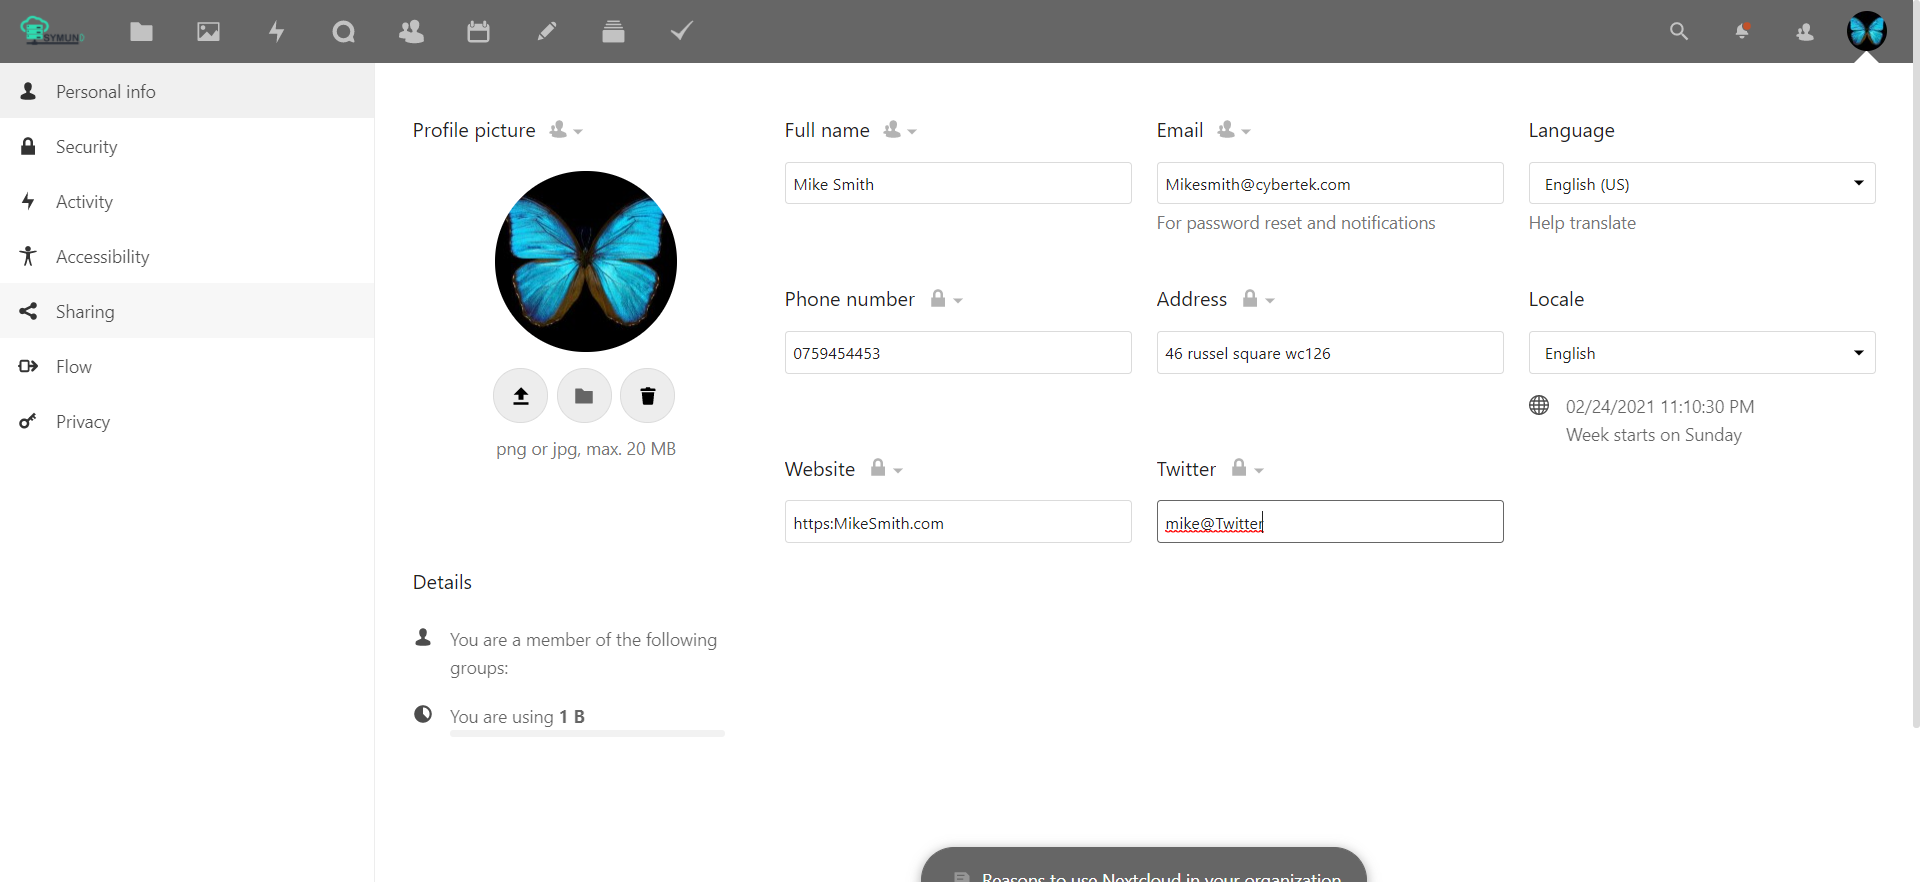 SYMUN
Personal info
Security
Activity
Accessibility
Sharing
Flow
Privacy
Profile picture
png or jpg, max. 20 MB
Full name
Mike Smith
Email
Mikesmith@cybertek.com
For password reset and notifications
Language
English (US)
Help translate
Phone number
0759454453
Address
46 russel square wc126
Locale
English
02/24/2021 11:10:30 PM
Week starts on Sunday
Website
https:MikeSmith.com
Twitter
mike@Twitter
Details
You are a member of the following
groups:
You are using 1 B
Reasons to use Nextcloud in your organization